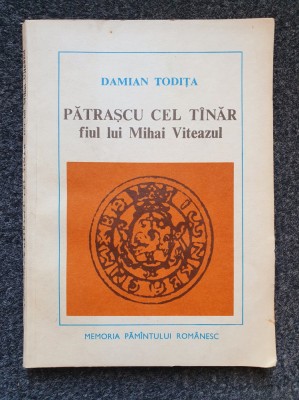 DAMIAN TODIȚA
PĂTRAȘCU CEL TÎNĂR
fiul lui Mihai Viteazul
MEMORIA PĂMÎNTULUI ROMÂNESC